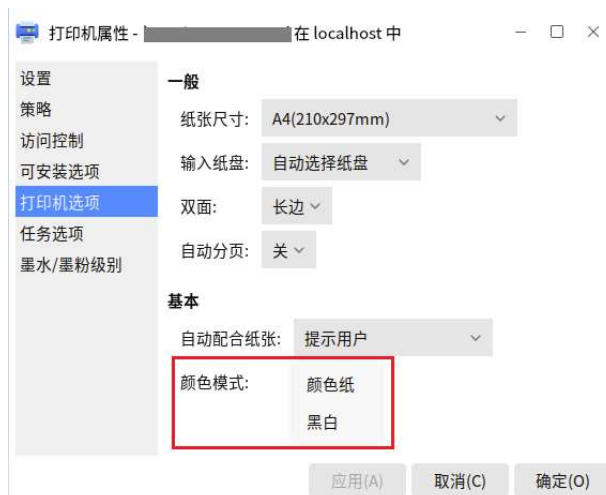 打印机属性 - 在 localhost 中
设置
策略
访问控制
可安装选项
打印机选项
任务选项
墨水/墨粉级别
一般
纸张尺寸: A4(210x297mm)
输入纸盘: 自动选择纸盘
双面: 长边
自动分页: 关
基本
自动配合纸张: 提示用户
颜色模式: 颜色纸
黑白
应用(A) 取消(C) 确定(O)